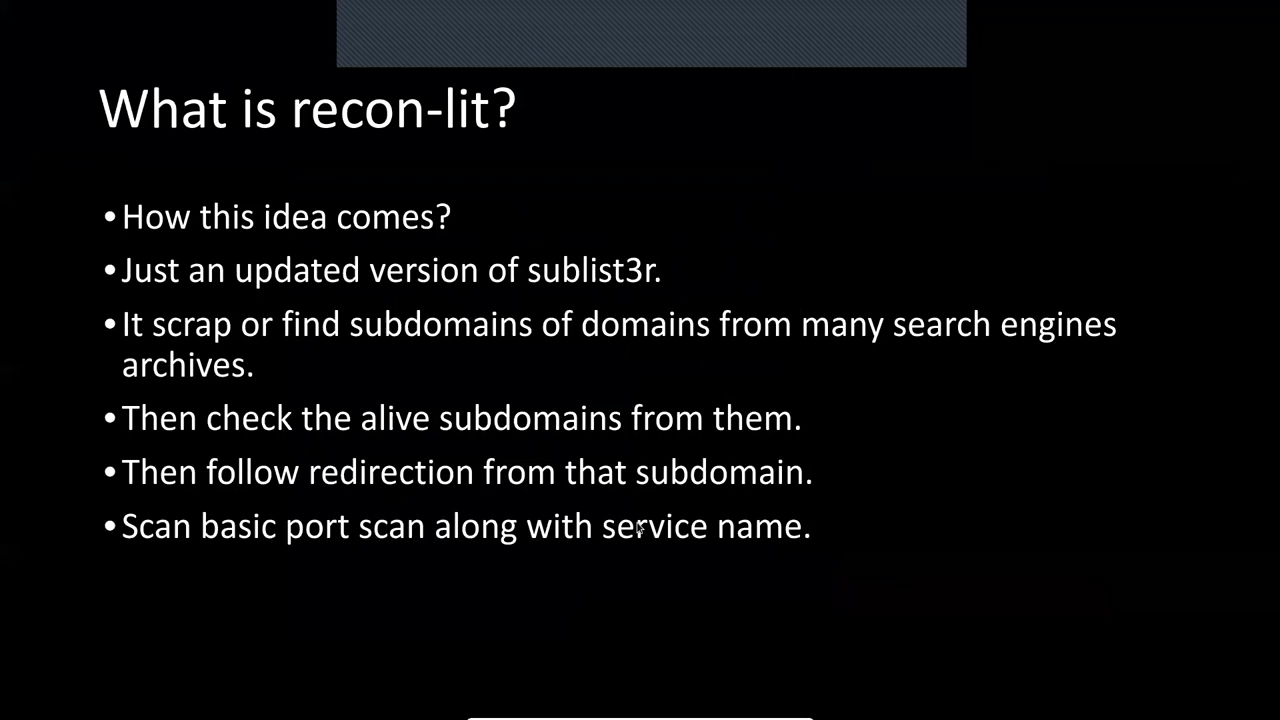 What is recon-lit?
•How this idea comes?
•Just an updated version of sublist3r.
•It scrap or find subdomains of domains from many search engines
archives.
•Then check the alive subdomains from them.
•Then follow redirection from that subdomain.
•Scan basic port scan along with service name.